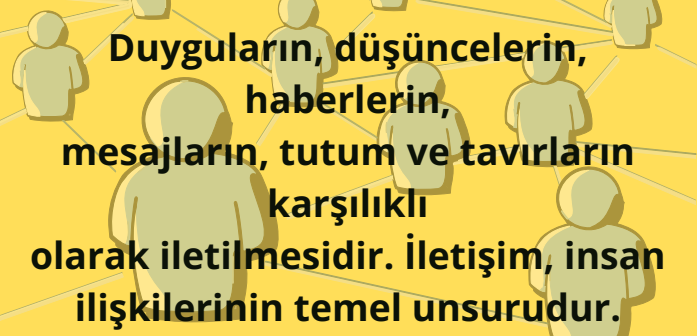 Duyguların, düşüncelerin,
haberlerin,
mesajların, tutum ve tavırların
karşılıklı
olarak iletilmesidir. İletişim, insan
ilişkilerinin temel unsurudur.